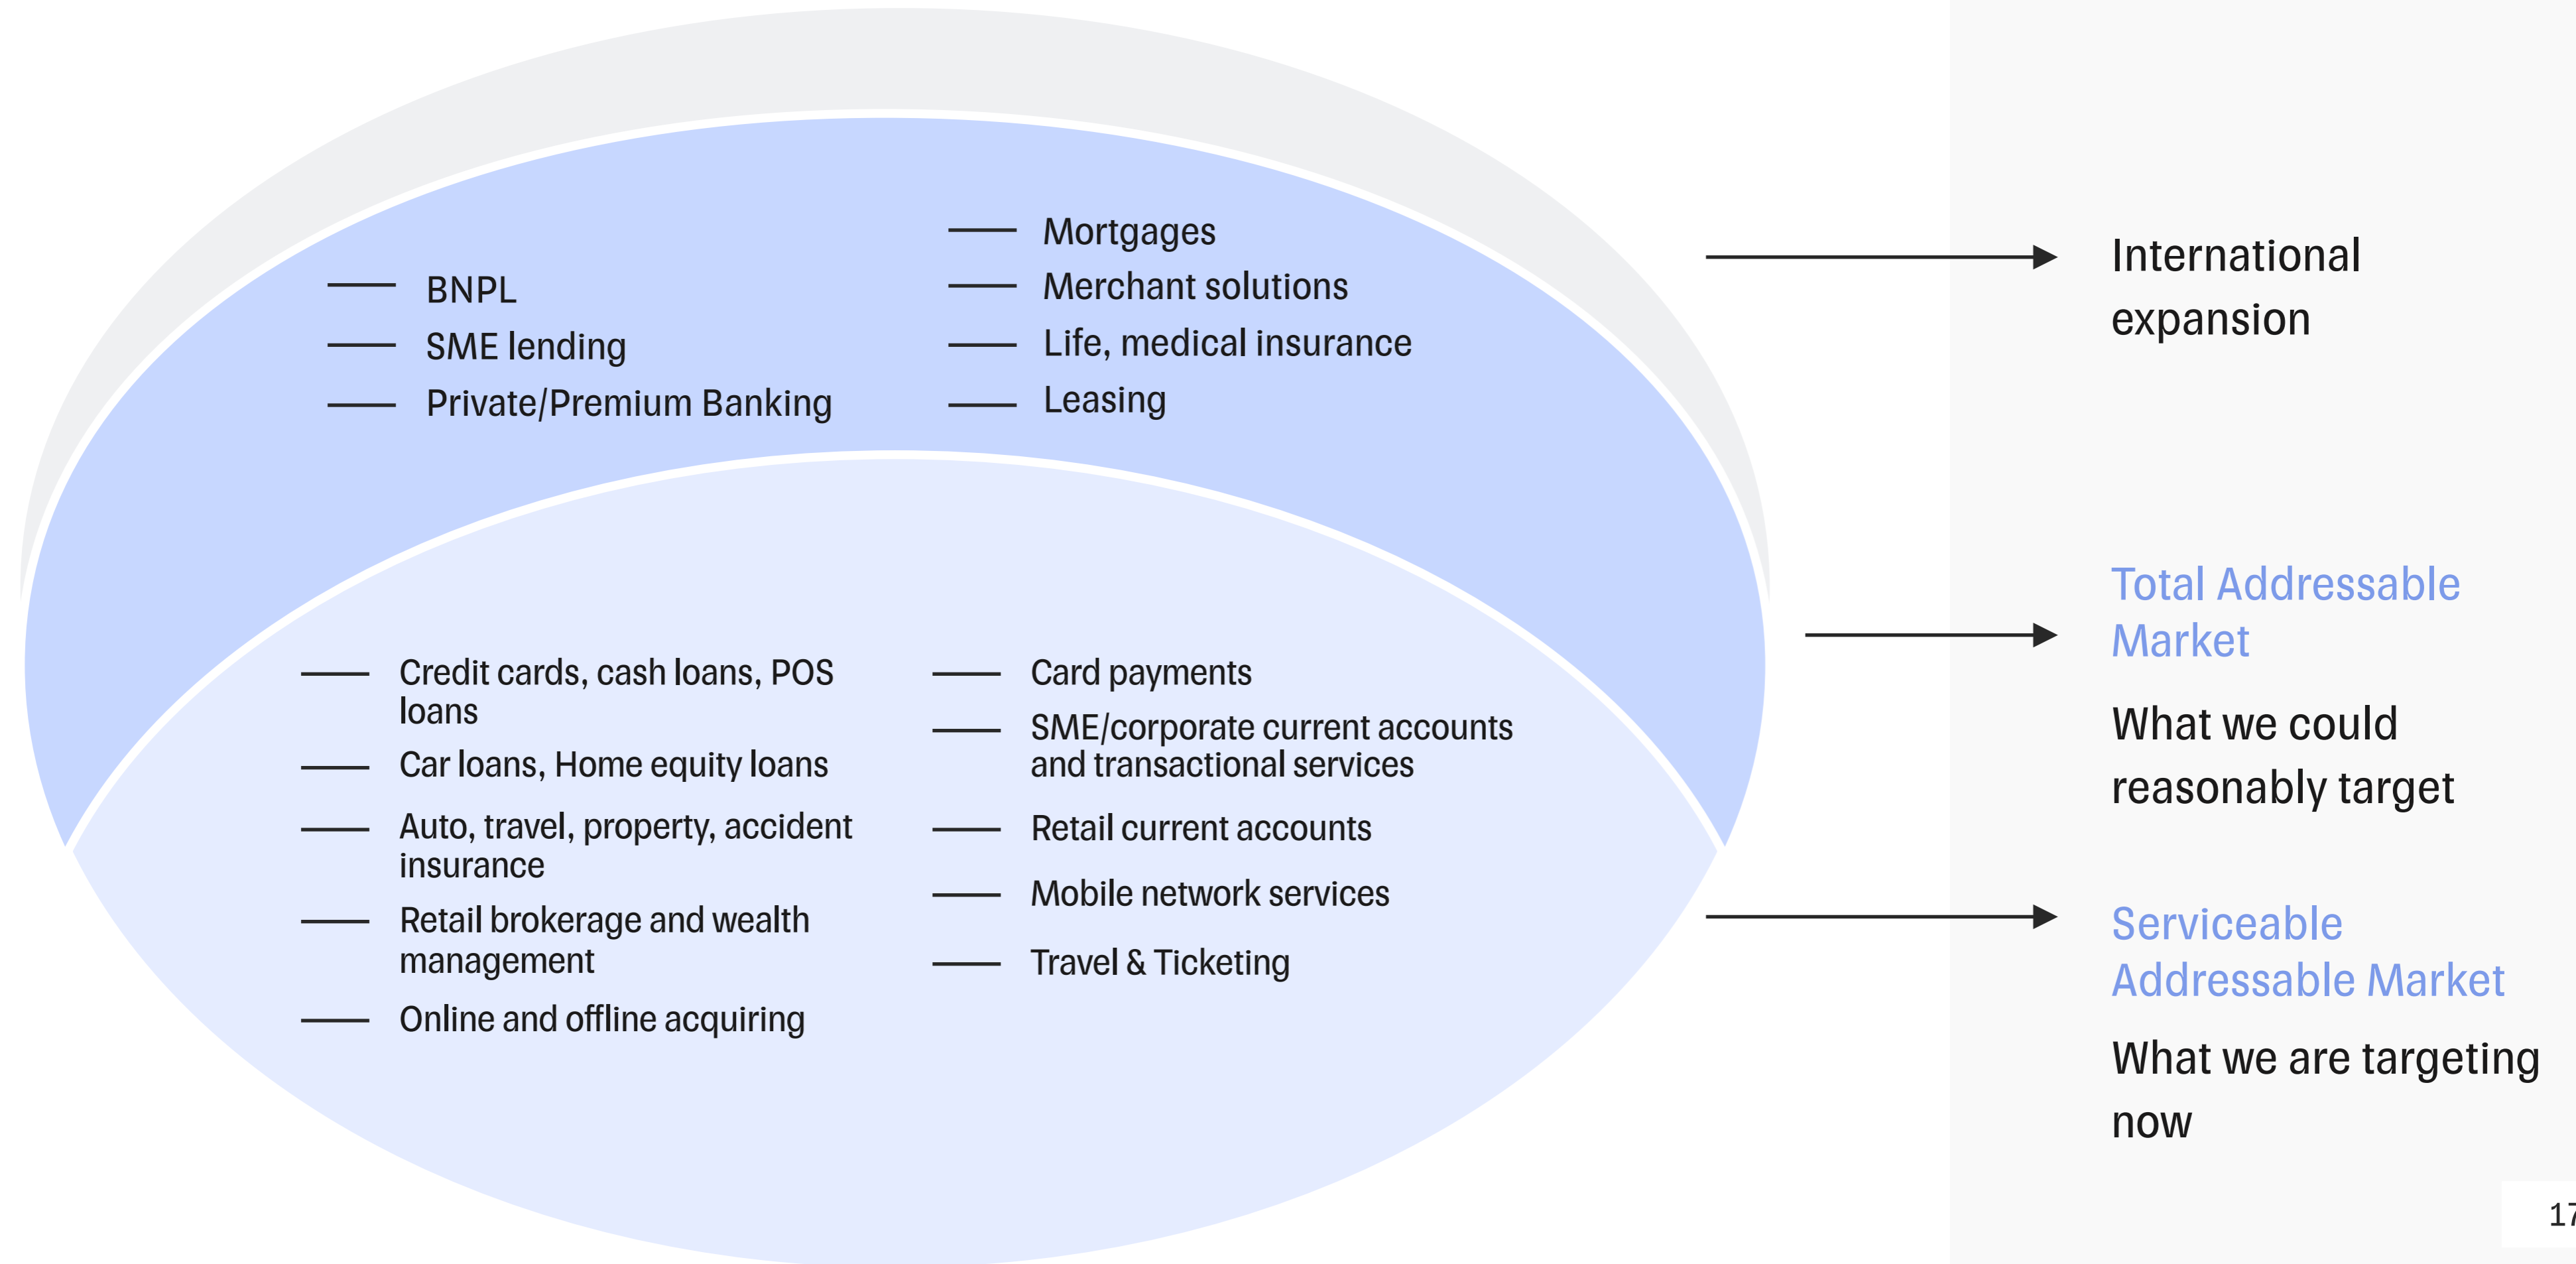 BNPL
SME lending
Private/Premium Banking
Mortgages
Merchant solutions
Life, medical insurance
Leasing
Credit cards, cash loans, POS
loans
Car loans, Home equity loans
Auto, travel, property, accident
insurance
Retail brokerage and wealth
management
Online and offline acquiring
Card payments
SME/corporate current accounts
and transactional services
Retail current accounts
Mobile network services
Travel & Ticketing
International
expansion
Total Addressable
Market
What we could
reasonably target
Serviceable
Addressable Market
What we are targeting
now
17